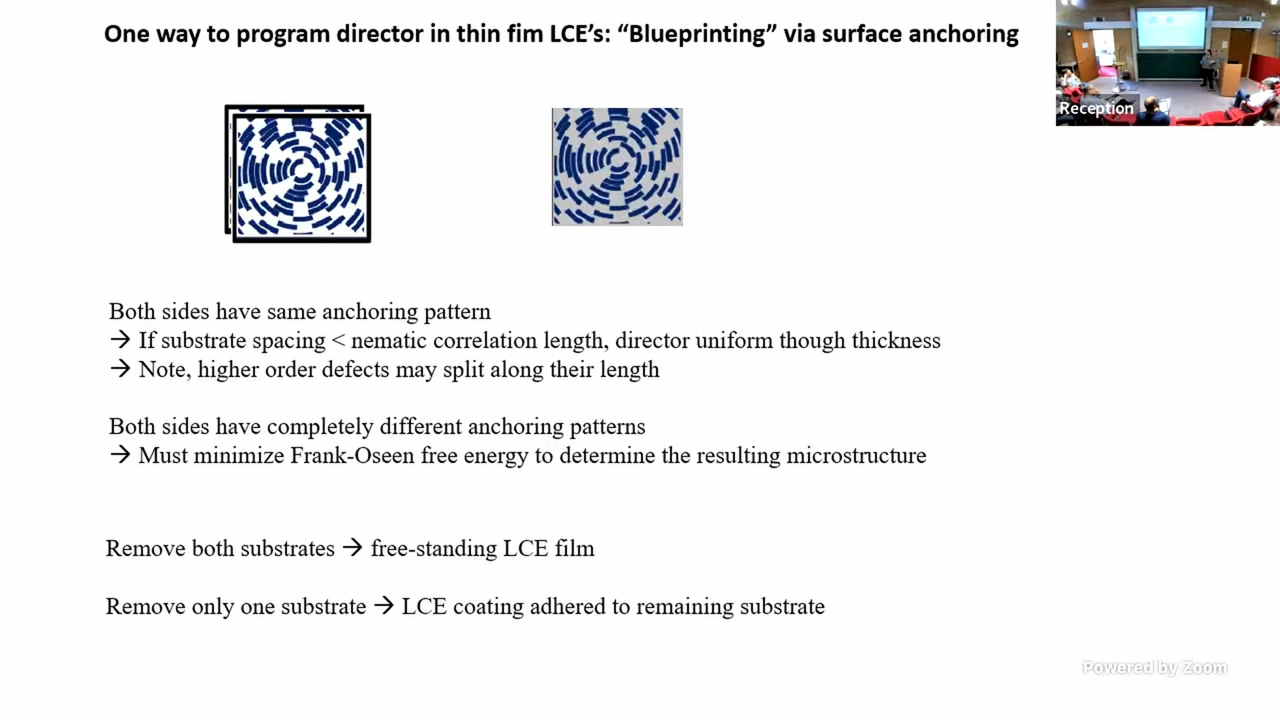 One way to program director in thin fim LCE’s: “Blueprinting” via surface anchoring
Reception
Both sides have same anchoring pattern
→ If substrate spacing < nematic correlation length, director uniform though thickness
→ Note, higher order defects may split along their length
Both sides have completely different anchoring patterns
→ Must minimize Frank-Oseen free energy to determine the resulting microstructure
Remove both substrates → free-standing LCE film
Remove only one substrate → LCE coating adhered to remaining substrate
Powered by Zoom